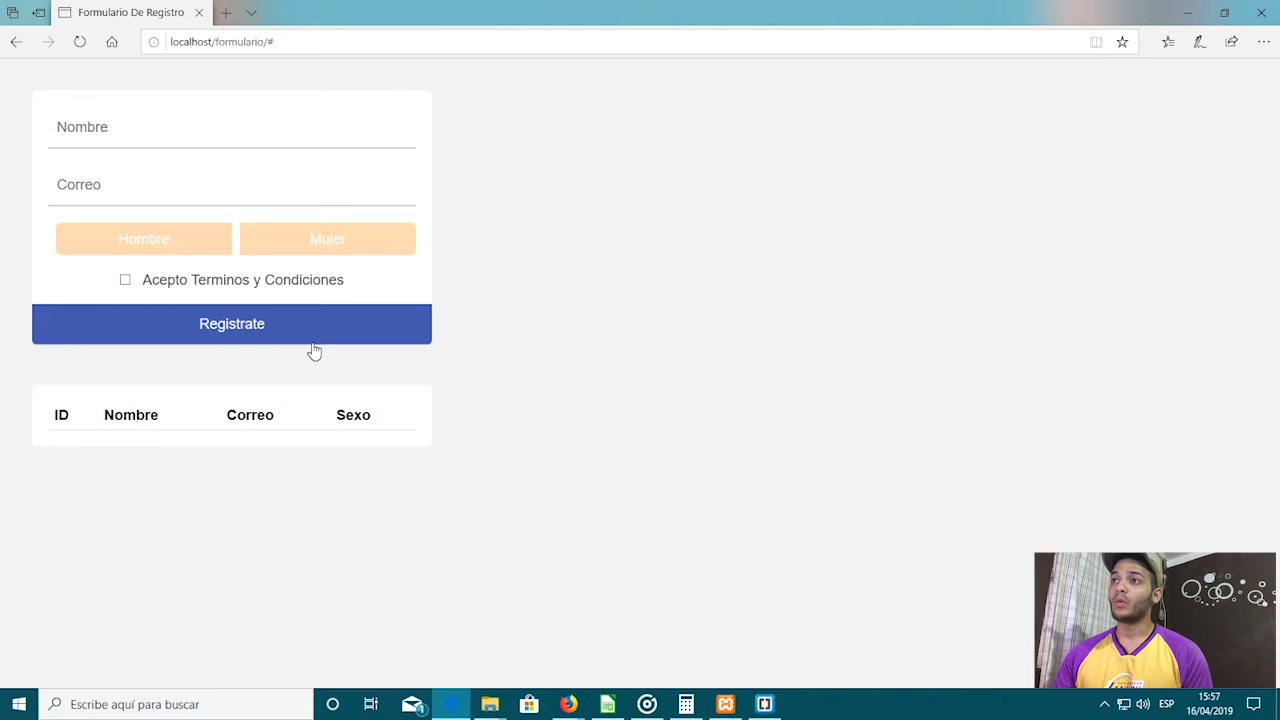 Formulario De Registro
localhost/formulario/#
Nombre
Correo
Hombre
Mujer
Acepto Terminos y Condiciones
Registrate
ID Nombre Correo Sexo
Escribe aquí para buscar
1
ESP
15:57
16/04/2019